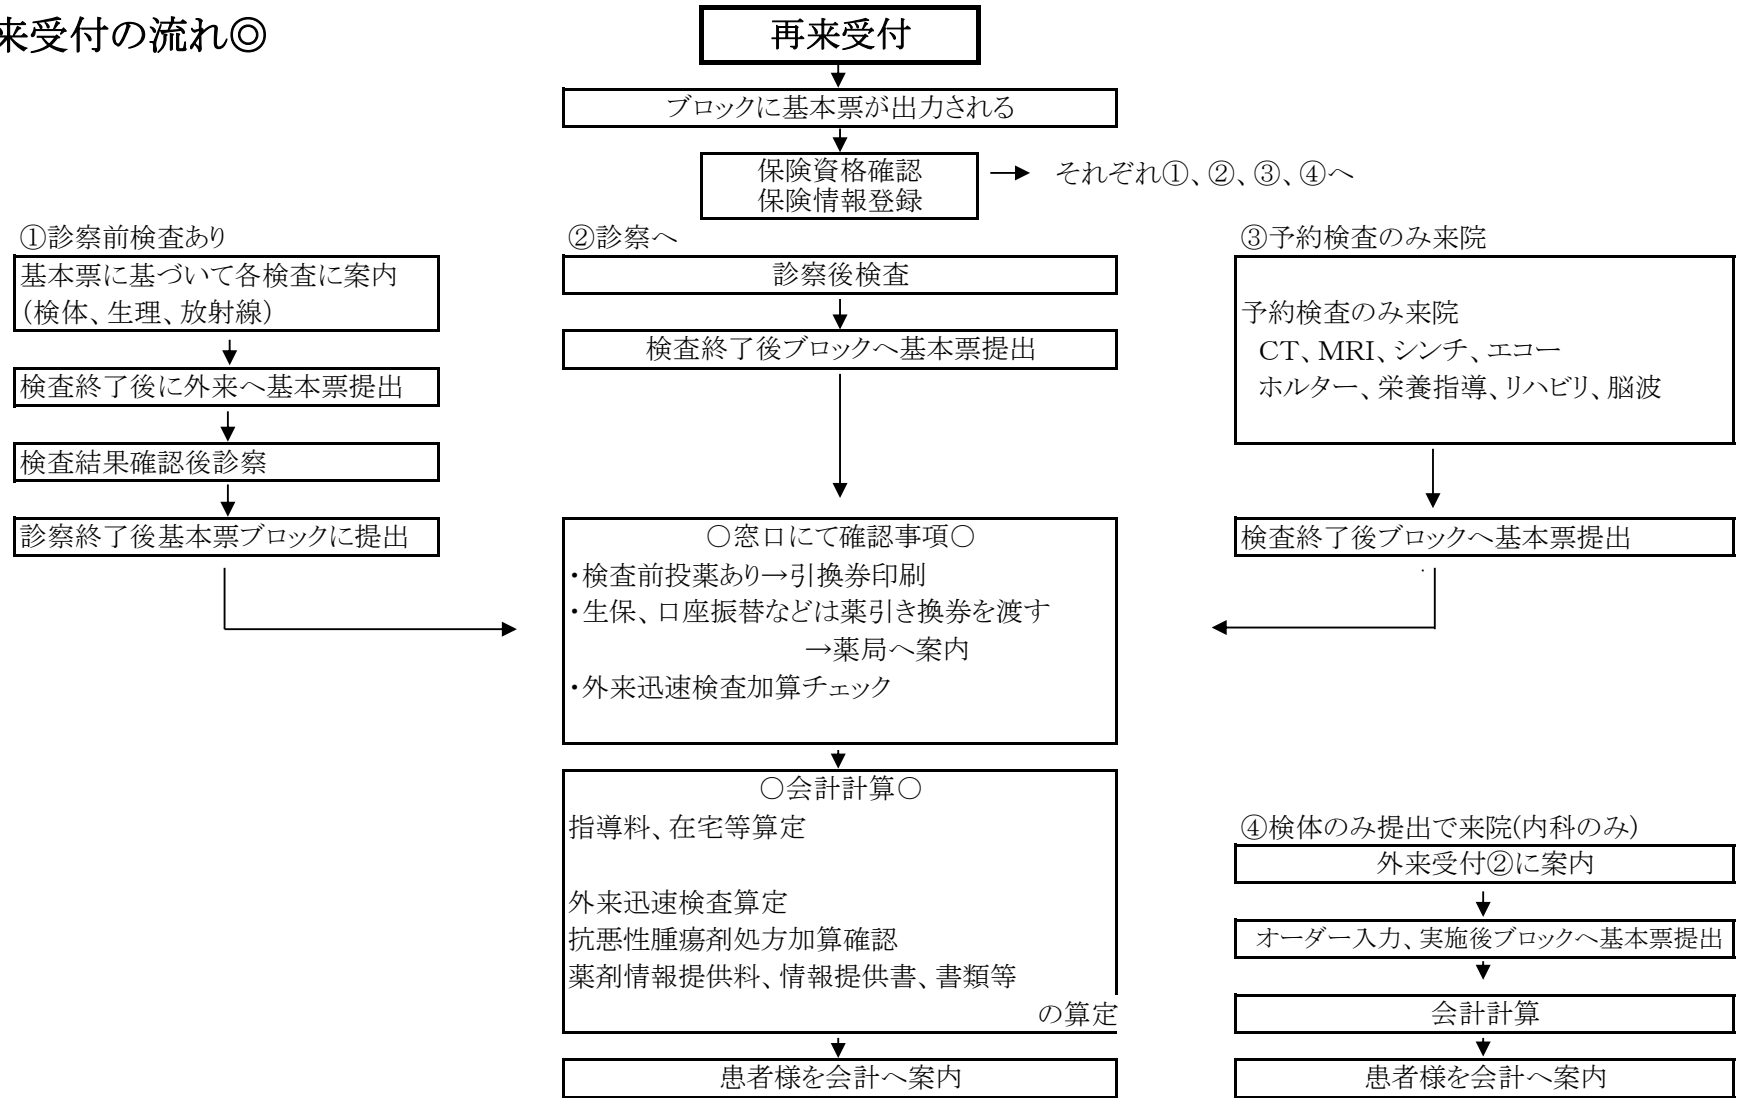 来受付の流れ◎
再来受付
ブロックに基本票が出力される
保険資格確認
保険情報登録
それぞれ①、②、③、④へ
①診察前検査あり
基本票に基づいて各検査に案内
（検体、生理、放射線）
検査終了後に外来へ基本票提出
検査結果確認後診察
診察終了後基本票ブロックに提出
②診察へ
診察後検査
検査終了後ブロックへ基本票提出
③予約検査のみ来院
予約検査のみ来院
CT、MRI、シンチ、エコー
ホルター、栄養指導、リハビリ、脳波
検査終了後ブロックへ基本票提出
○窓口にて確認事項○
・検査前投薬あり→引換券印刷
・生保、口座振替などは薬引き換券を渡す
→薬局へ案内
・外来迅速検査加算チェック
○会計計算○
指導料、在宅等算定
外来迅速検査算定
抗悪性腫瘍剤処方加算確認
薬剤情報提供料、情報提供書、書類等
の算定
患者様を会計へ案内
④検体のみ提出で来院(内科のみ）
外来受付②に案内
オーダー入力、実施後ブロックへ基本票提出
会計計算
患者様を会計へ案内